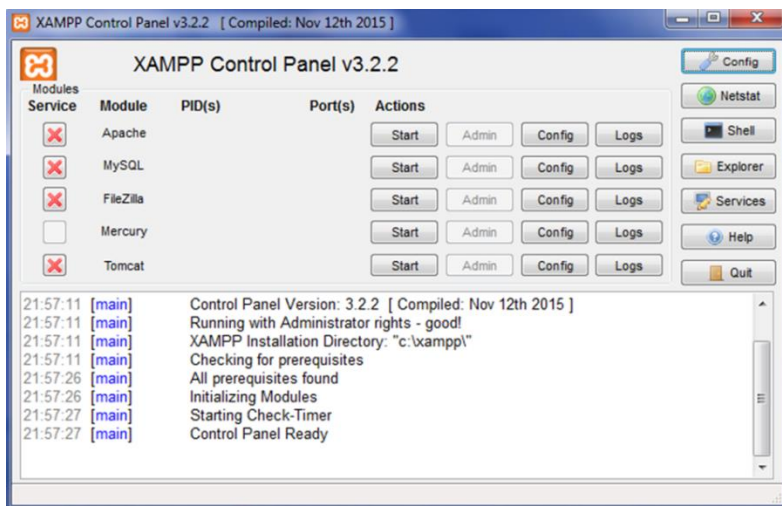 XAMPP Control Panel v3.2.2 [ Compiled: Nov 12th 2015 ]
XAMPP Control Panel v3.2.2
Config
Modules
Service Module PID(s) Port(s) Actions
Netstat
Apache Start Admin Config Logs
Shell
MySQL Start Admin Config Logs
Explorer
FileZilla Start Admin Config Logs
Services
Mercury Start Admin Config Logs
Help
Tomcat Start Admin Config Logs
Quit
21:57:11 [main] Control Panel Version: 3.2.2 [ Compiled: Nov 12th 2015 ]
21:57:11 [main] Running with Administrator rights - good!
21:57:11 [main] XAMPP Installation Directory: "c:\xampp\"
21:57:11 [main] Checking for prerequisites
21:57:26 [main] All prerequisites found
21:57:26 [main] Initializing Modules
21:57:27 [main] Starting Check-Timer
21:57:27 [main] Control Panel Ready